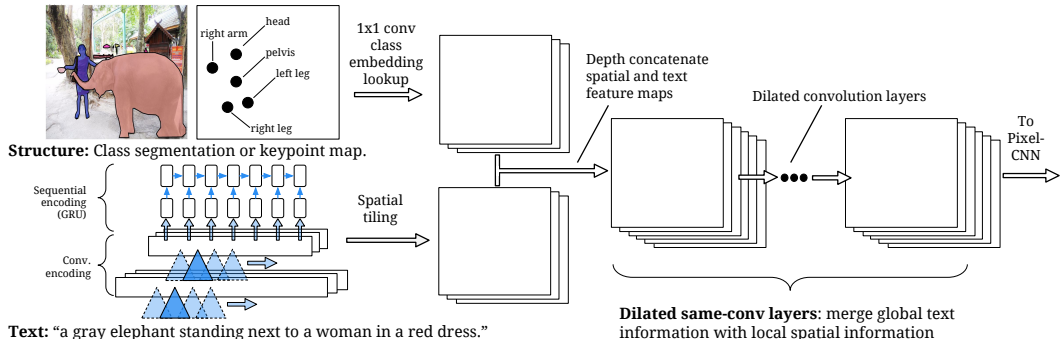 head
right arm
pelvis
left leg
right leg
1x1 conv
class
embedding
lookup
Structure: Class segmentation or keypoint map.
Sequential
encoding
(GRU)
Conv.
encoding
Spatial
tiling
Text: “a gray elephant standing next to a woman in a red dress.”
Depth concatenate
spatial and text
feature maps
Dilated convolution layers
To
Pixel-
CNN
Dilated same-conv layers: merge global text
information with local spatial information